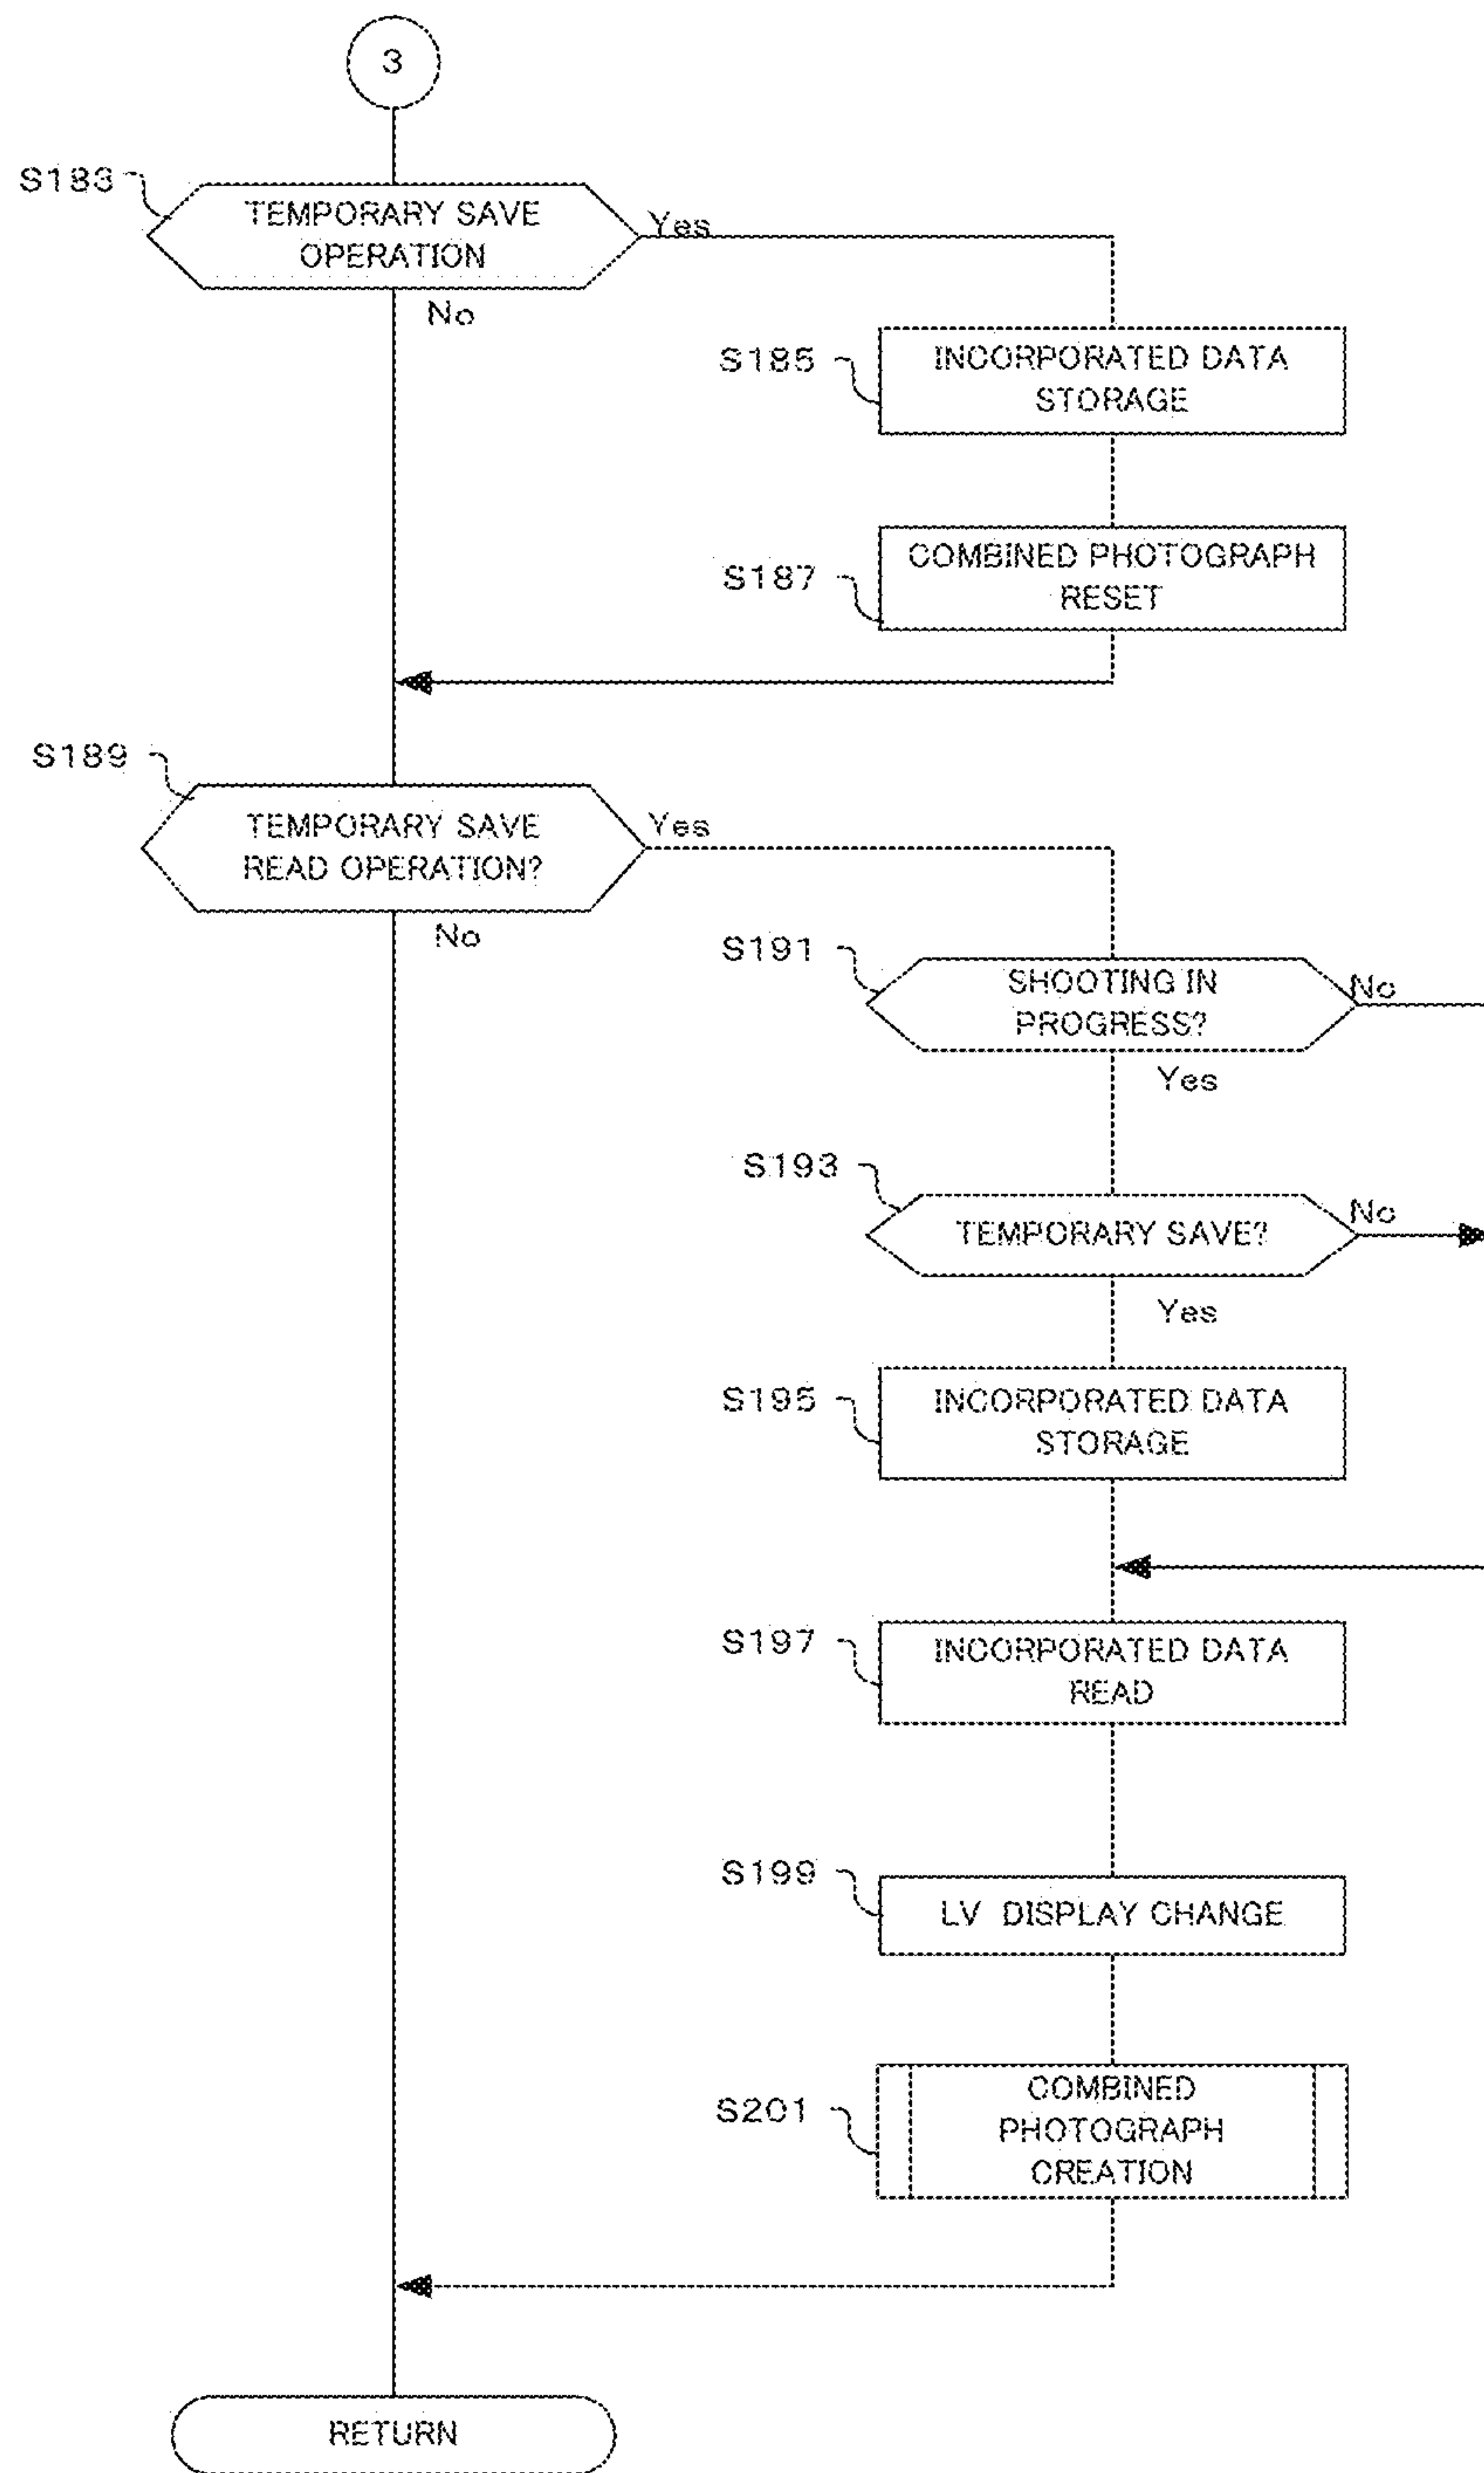 3
S183
TEMPORARY SAVE
OPERATION
Yes
No
S185
INCORPORATED DATA
STORAGE
S187
COMBINED PHOTOGRAPH
RESET
S189
TEMPORARY SAVE
READ OPERATION?
Yes
No
S191
SHOOTING IN
PROGRESS?
No
Yes
S193
TEMPORARY SAVE?
No
Yes
S195
INCORPORATED DATA
STORAGE
S197
INCORPORATED DATA
READ
S199
LV DISPLAY CHANGE
S201
COMBINED
PHOTOGRAPH
CREATION
RETURN